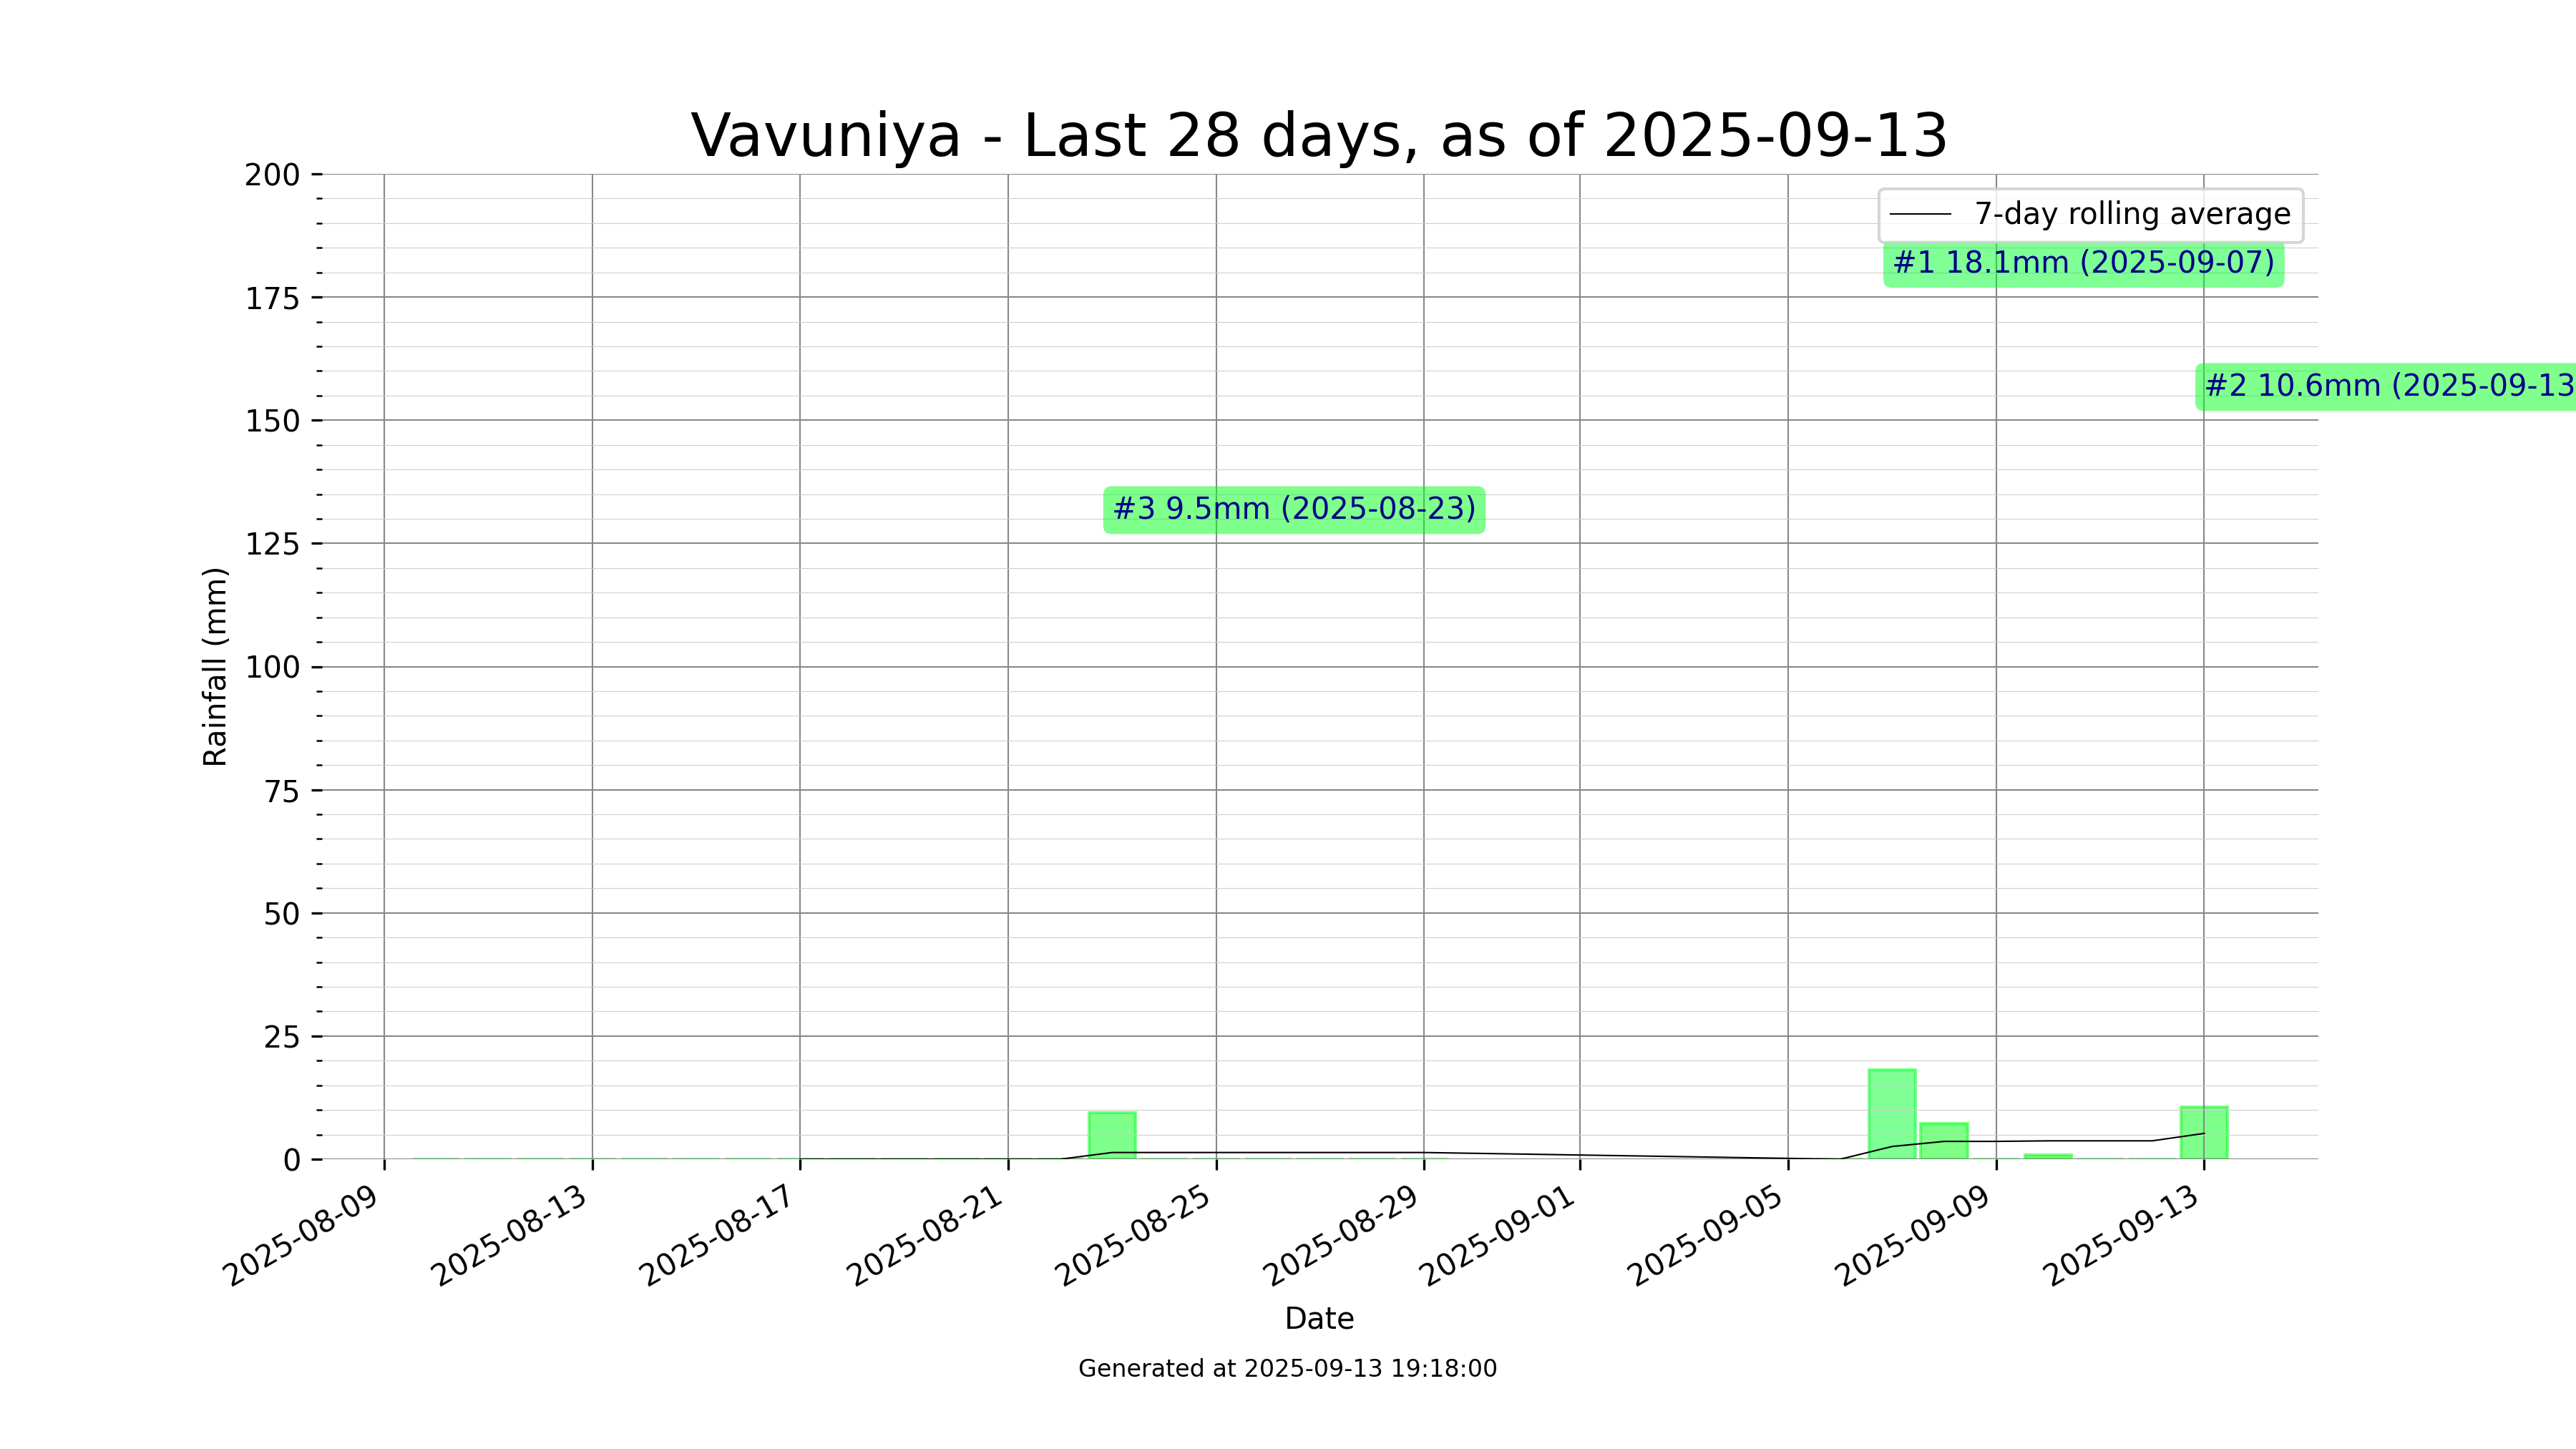 Vavuniya - Last 28 days, as of 2025-09-13
200
175
150
125
100
75
50
25
0
Rainfall (mm)
7-day rolling average
#1 18.1mm (2025-09-07)
#2 10.6mm (2025-09-13
#3 9.5mm (2025-08-23)
2025-08-09
2025-08-13
2025-08-17
2025-08-21
2025-08-25
2025-08-29
2025-09-01
2025-09-05
2025-09-09
2025-09-13
Date
Generated at 2025-09-13 19:18:00